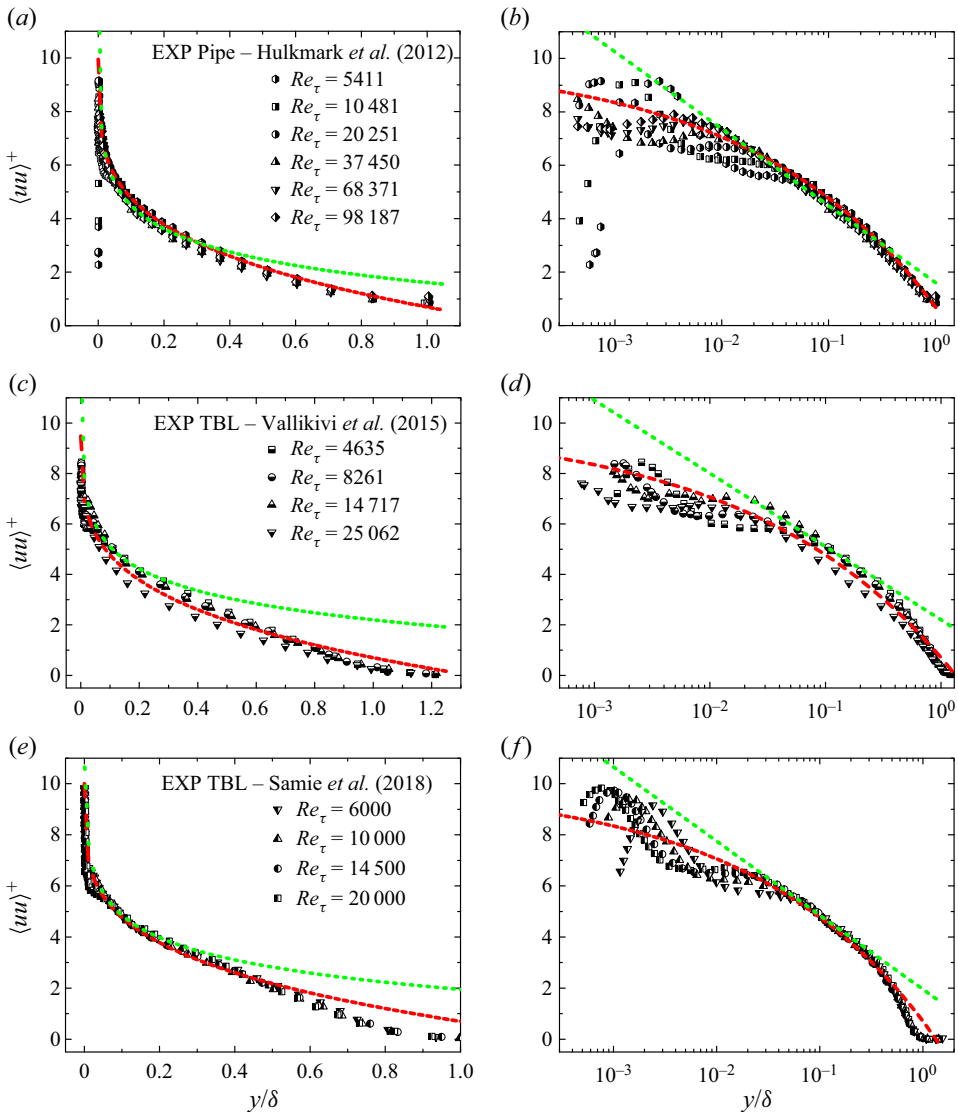 (a)
(b)
EXP Pipe – Hulkmark et al. (2012)
Reτ = 5411
Reτ = 10 481
Reτ = 20 251
Reτ = 37 450
Reτ = 68 371
Reτ = 98 187
⟨uu⟩+
10
8
6
4
2
0
0
0.2
0.4
0.6
0.8
1.0
10
8
6
4
2
0
10–3
10–2
10–1
100
(c)
(d)
EXP TBL – Vallikivi et al. (2015)
Reτ = 4635
Reτ = 8261
Reτ = 14 717
Reτ = 25 062
⟨uu⟩+
10
8
6
4
2
0
0
0.2
0.4
0.6
0.8
1.0
1.2
10
8
6
4
2
0
10–3
10–2
10–1
100
(e)
(f)
EXP TBL – Samie et al. (2018)
Reτ = 6000
Reτ = 10 000
Reτ = 14 500
Reτ = 20 000
⟨uu⟩+
10
8
6
4
2
0
0
0.2
0.4
0.6
0.8
1.0
y/δ
10
8
6
4
2
0
10–3
10–2
10–1
100
y/δ